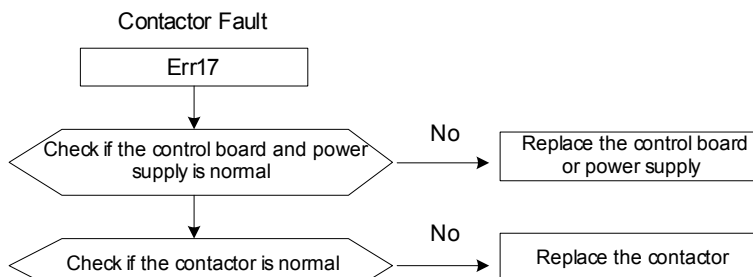 Contactor Fault
Err17
Check if the control board and power
supply is normal
No
Replace the control board
or power supply
Check if the contactor is normal
No
Replace the contactor